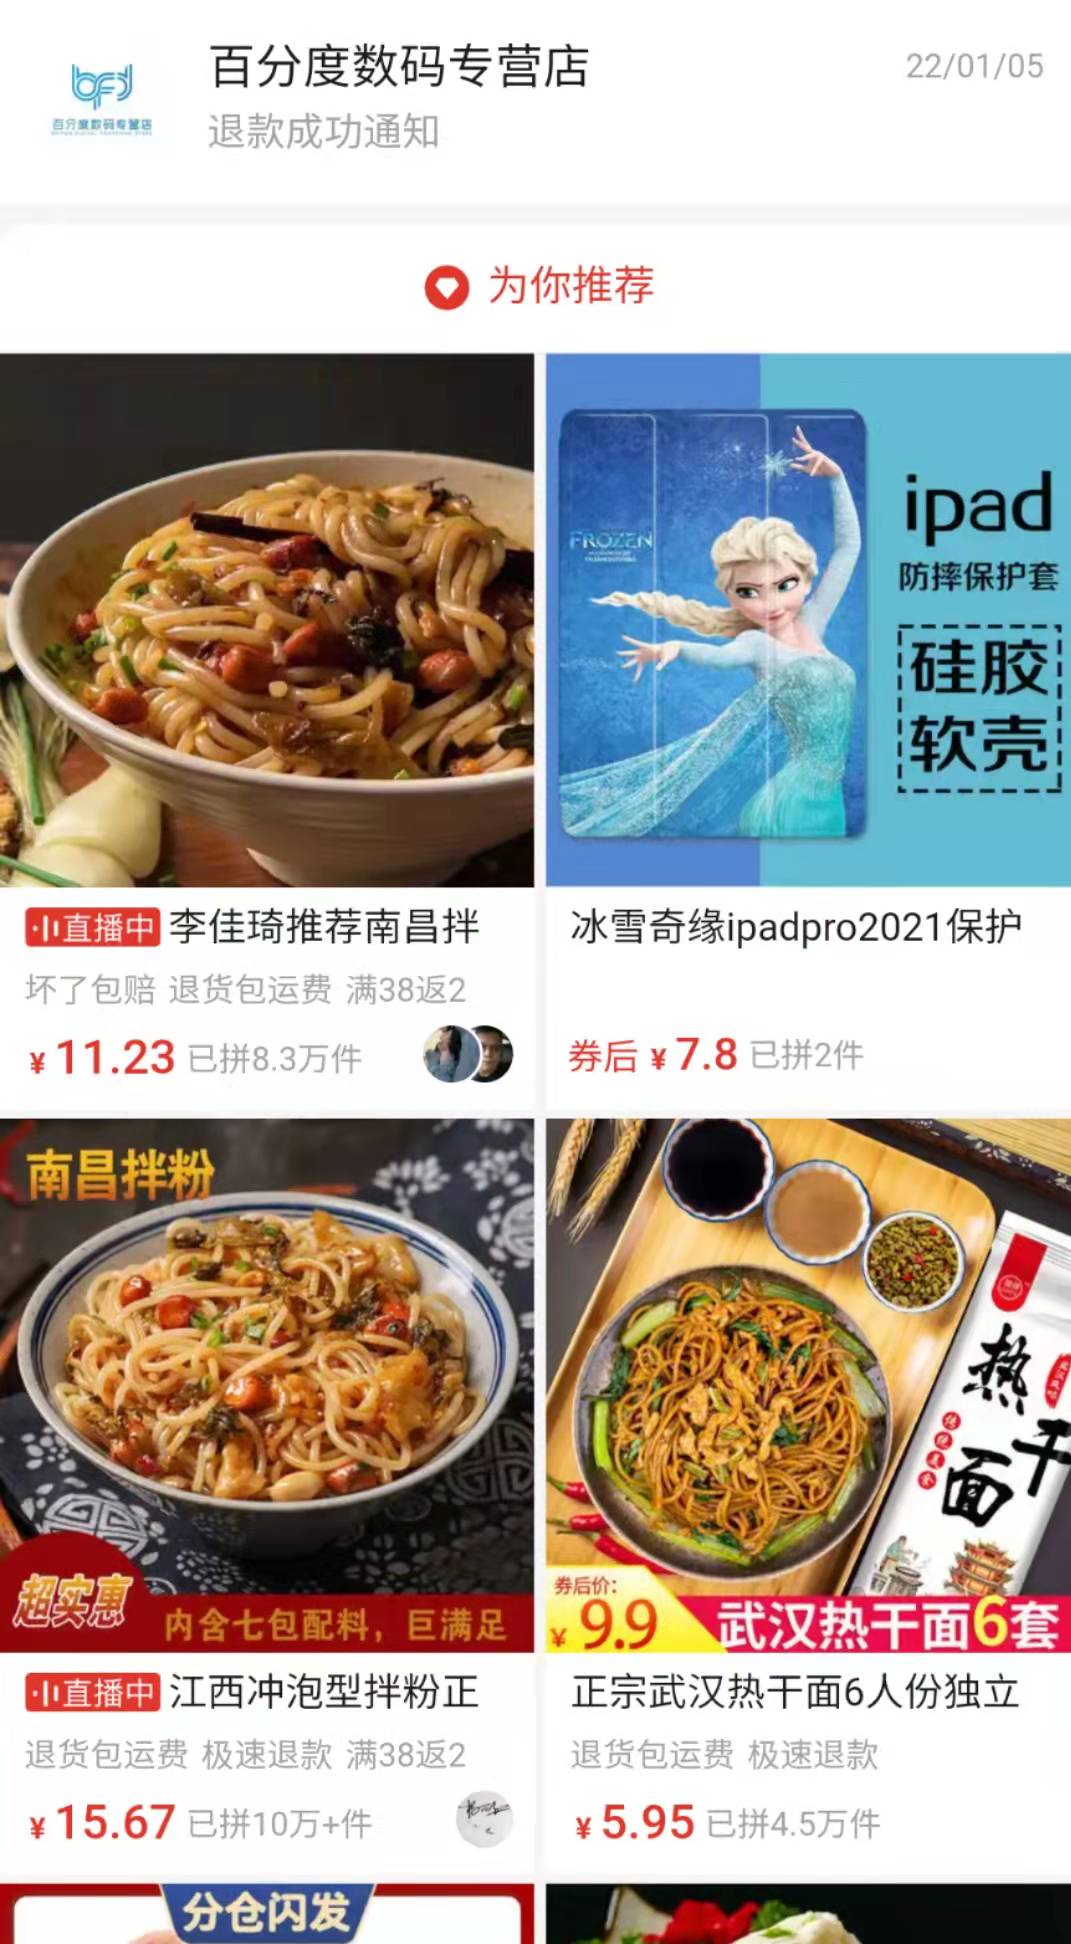 百分度数码专营店
22/01/05
百分度数码专营店
退款成功通知
为你推荐
FROZEN
ipad
防摔保护套
硅胶
软壳
直播中 李佳琦推荐南昌拌
坏了包赔 退货包运费 满38返2
¥ 11.23 已拼8.3万件
冰雪奇缘ipadpro2021保护
券后 ¥ 7.8 已拼2件
南昌拌粉
超实惠
内含七包配料，巨满足
热干面
券后价:
¥ 9.9
武汉热干面6套
直播中 江西冲泡型拌粉正
退货包运费 极速退款 满38返2
¥ 15.67 已拼10万+件
正宗武汉热干面6人份独立
退货包运费 极速退款
¥ 5.95 已拼4.5万件
分仓闪发